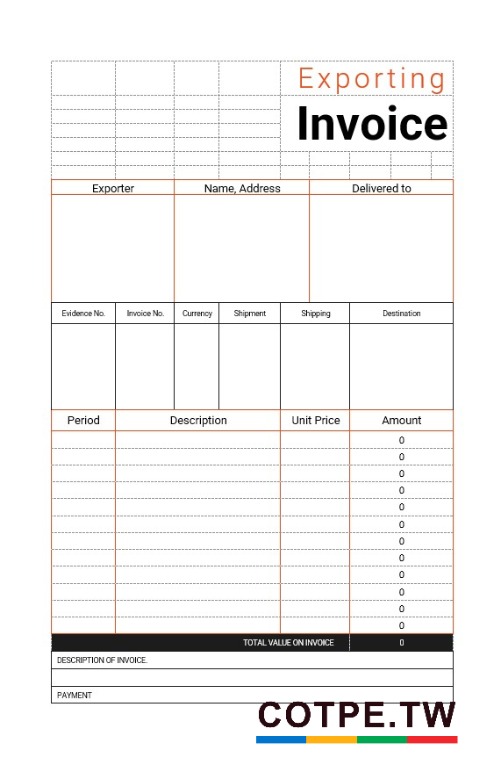 Exporting
Invoice
Exporter Name, Address Delivered to
Evidence No. Invoice No. Currency Shipment Shipping Destination
Period Description Unit Price Amount
0
0
0
0
0
0
0
0
0
0
0
0
TOTAL VALUE ON INVOICE 0
DESCRIPTION OF INVOICE.
PAYMENT
COTPE.TW